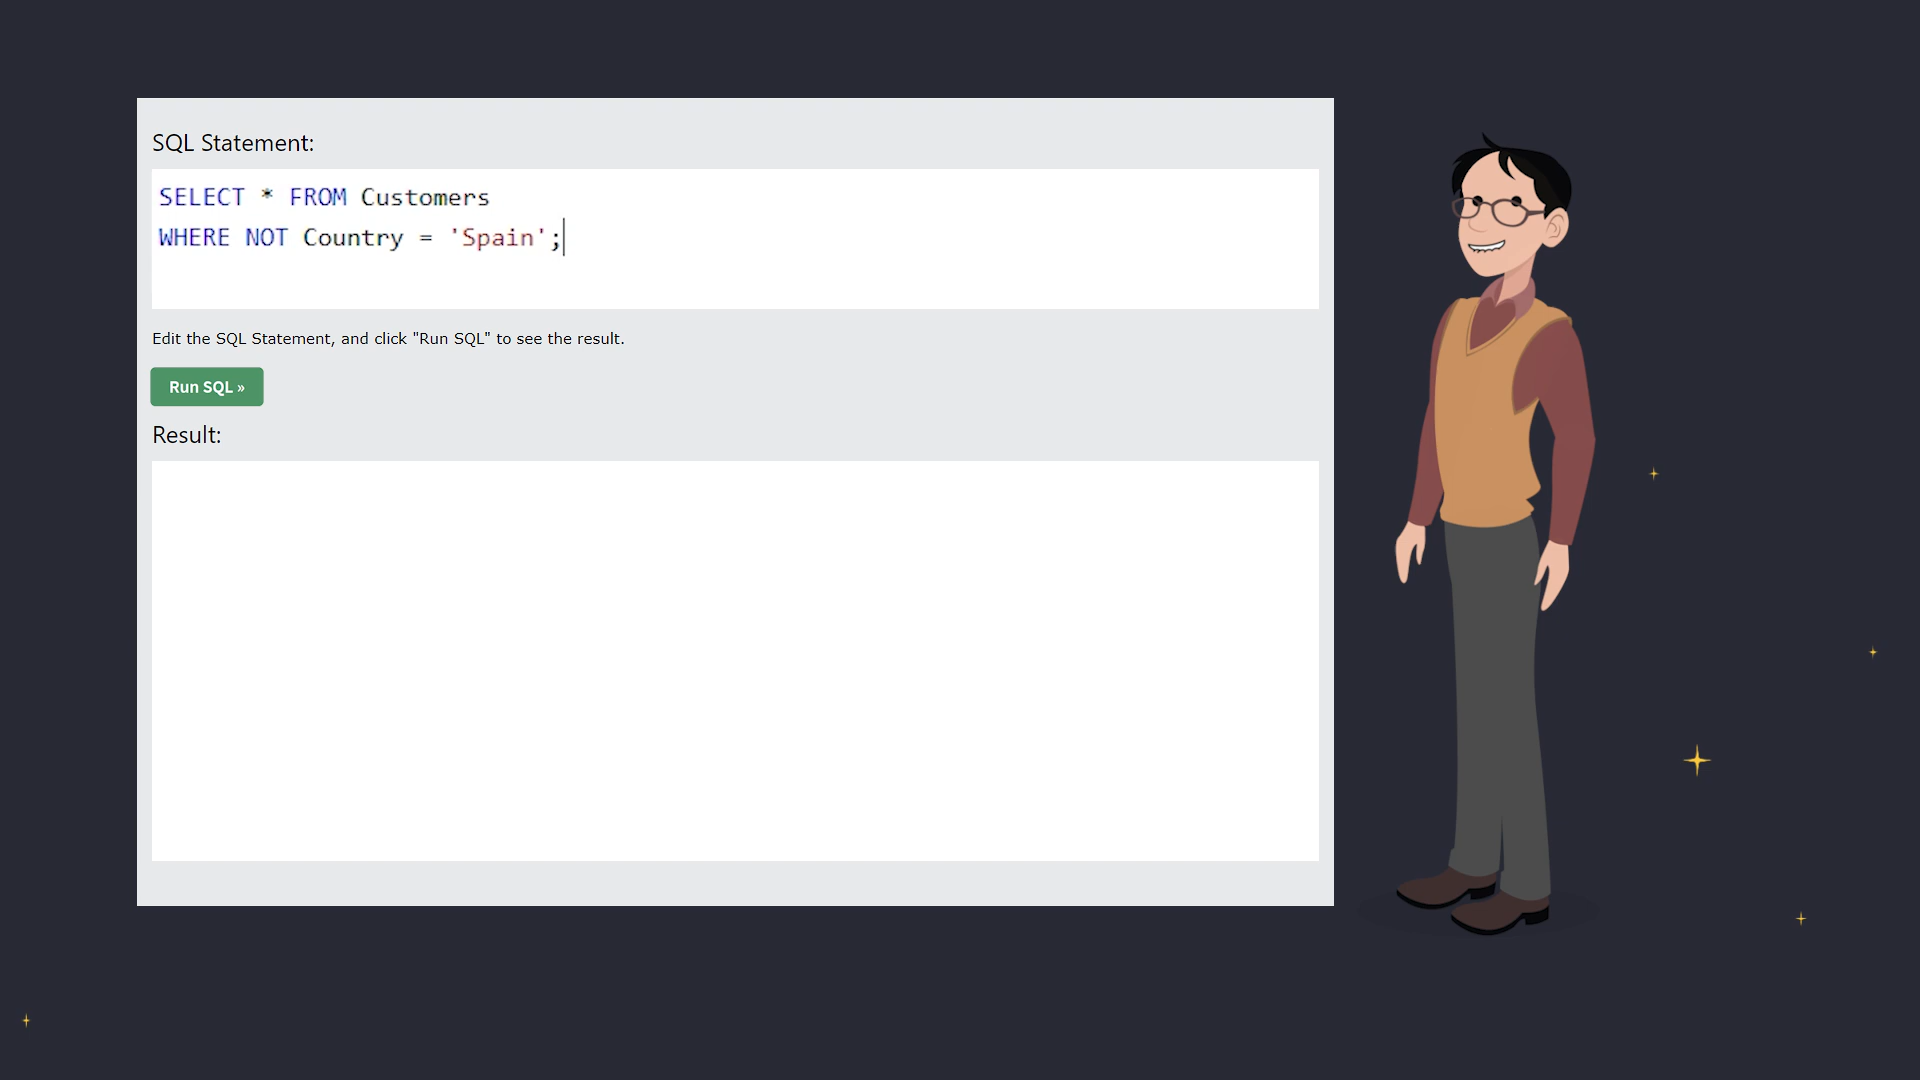 SQL Statement:
SELECT * FROM Customers
WHERE NOT Country = 'Spain';
Edit the SQL Statement, and click "Run SQL" to see the result.
Run SQL »
Result: